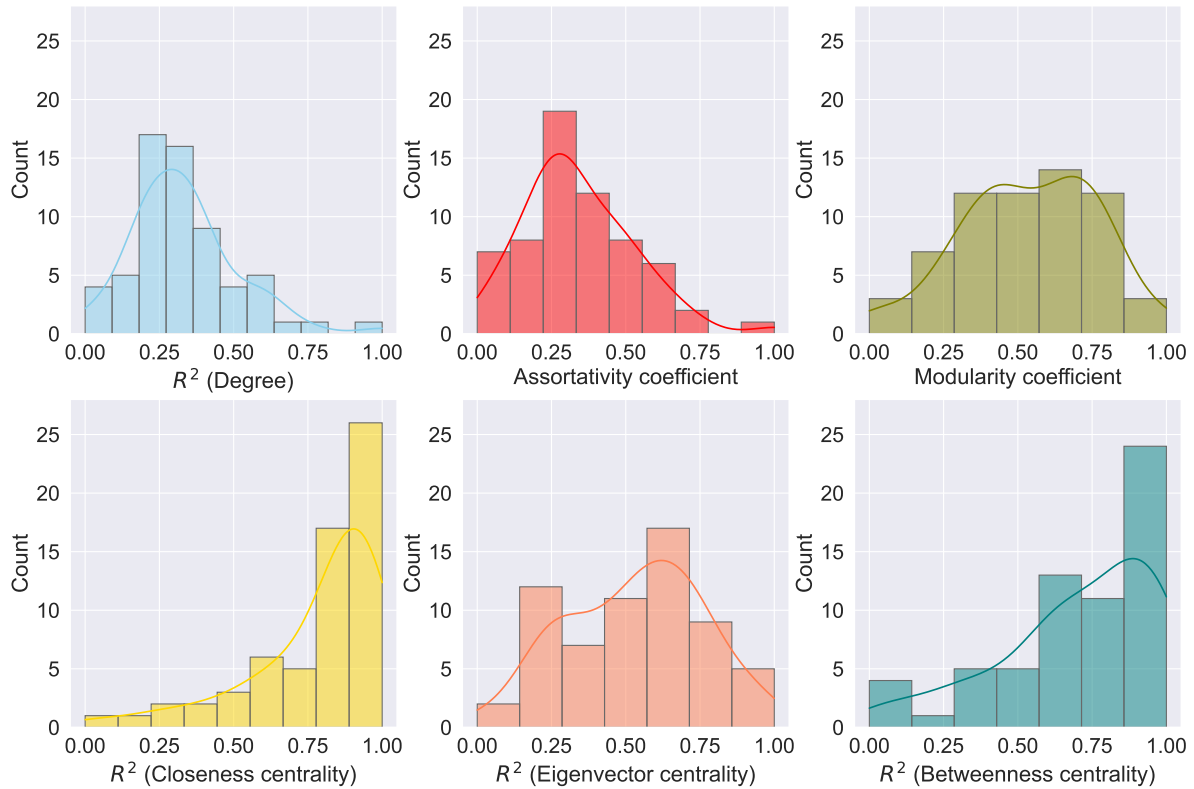 25
20
15
10
5
0
Count
0.00 0.25 0.50 0.75 1.00
R² (Degree)
25
20
15
10
5
0
Count
0.00 0.25 0.50 0.75 1.00
Assortativity coefficient
25
20
15
10
5
0
Count
0.00 0.25 0.50 0.75 1.00
Modularity coefficient
25
20
15
10
5
0
Count
0.00 0.25 0.50 0.75 1.00
R² (Closeness centrality)
25
20
15
10
5
0
Count
0.00 0.25 0.50 0.75 1.00
R² (Eigenvector centrality)
25
20
15
10
5
0
Count
0.00 0.25 0.50 0.75 1.00
R² (Betweenness centrality)